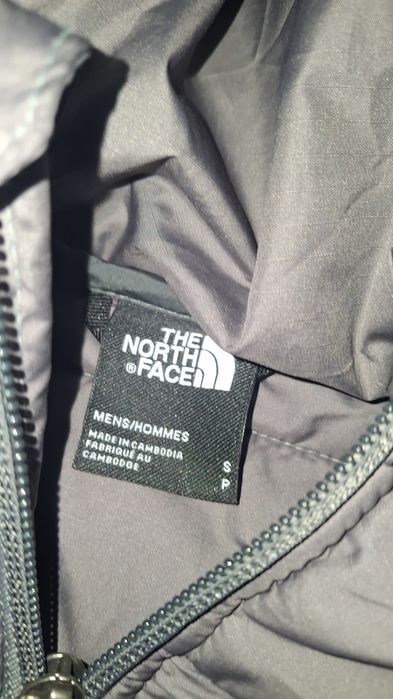 THE
NORTH
® FACE
MENS/HOMMES
MADE IN CAMBODIA
FABRIQUÉ AU
CAMBODGE
S
P